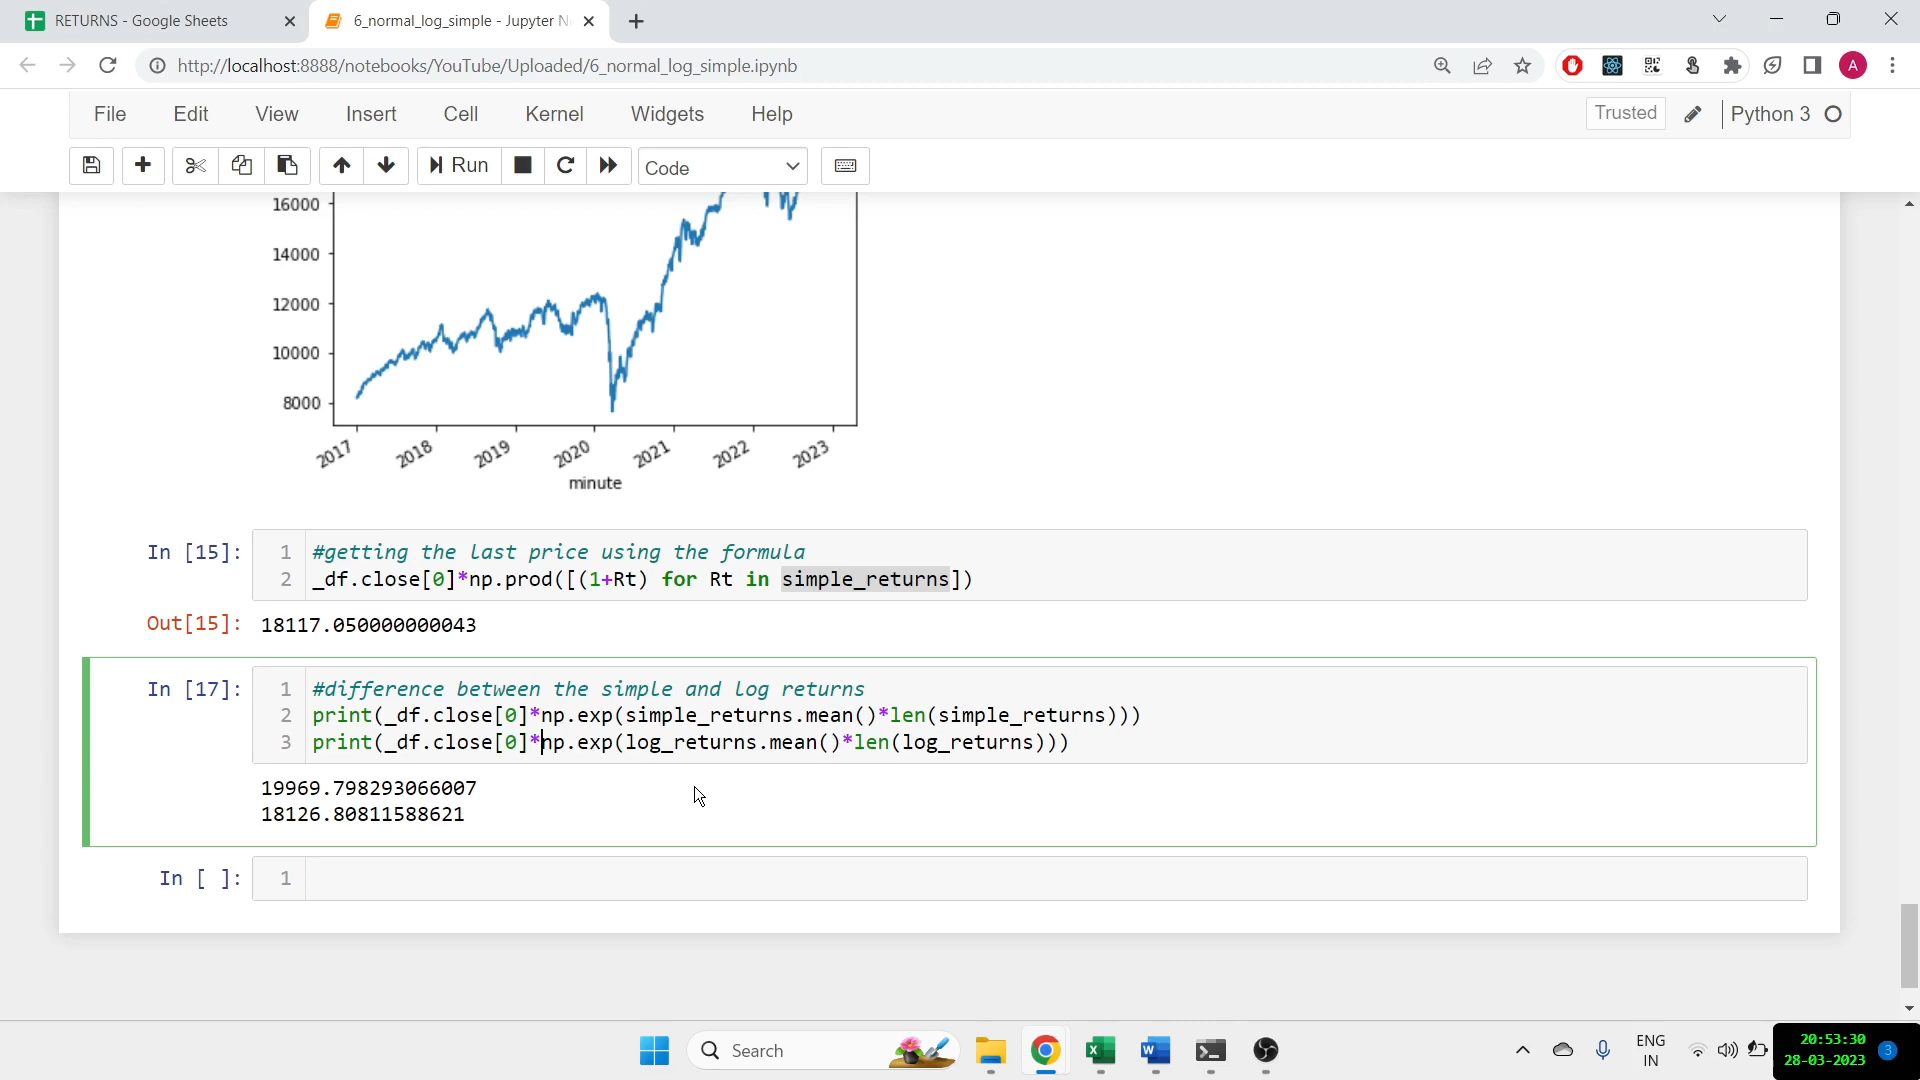 RETURNS - Google Sheets
6_normal_log_simple - Jupyter N
http://localhost:8888/notebooks/YouTube/Uploaded/6_normal_log_simple.ipynb
A
File Edit View Insert Cell Kernel Widgets Help
Trusted
Python 3
Run
Code
16000
14000
12000
10000
8000
2017 2018 2019 2020 2021 2022 2023
minute
In [15]:
1 #getting the last price using the formula
2 _df.close[0]*np.prod([(1+Rt) for Rt in simple_returns])
Out[15]: 18117.050000000043
In [17]:
1 #difference between the simple and log returns
2 print(_df.close[0]*np.exp(simple_returns.mean()*len(simple_returns)))
3 print(_df.close[0]*np.exp(log_returns.mean()*len(log_returns)))
19969.798293066007
18126.80811588621
In [ ]: 1
Search
ENG
IN
20:53:30
28-03-2023
3